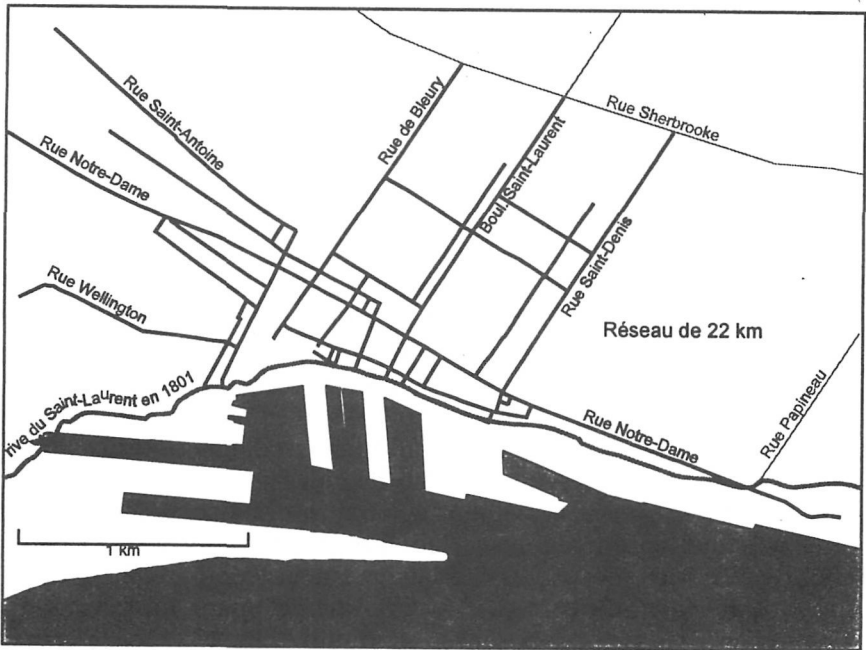 Rue Saint-Antoine
Rue de Bleury
Rue Sherbrooke
Rue Notre-Dame
Boul. Saint-Laurent
Rue Saint-Denis
Rue Wellington
Réseau de 22 km
rive du Saint-Laurent en 1801
Rue Notre-Dame
Rue Papineau
1 km